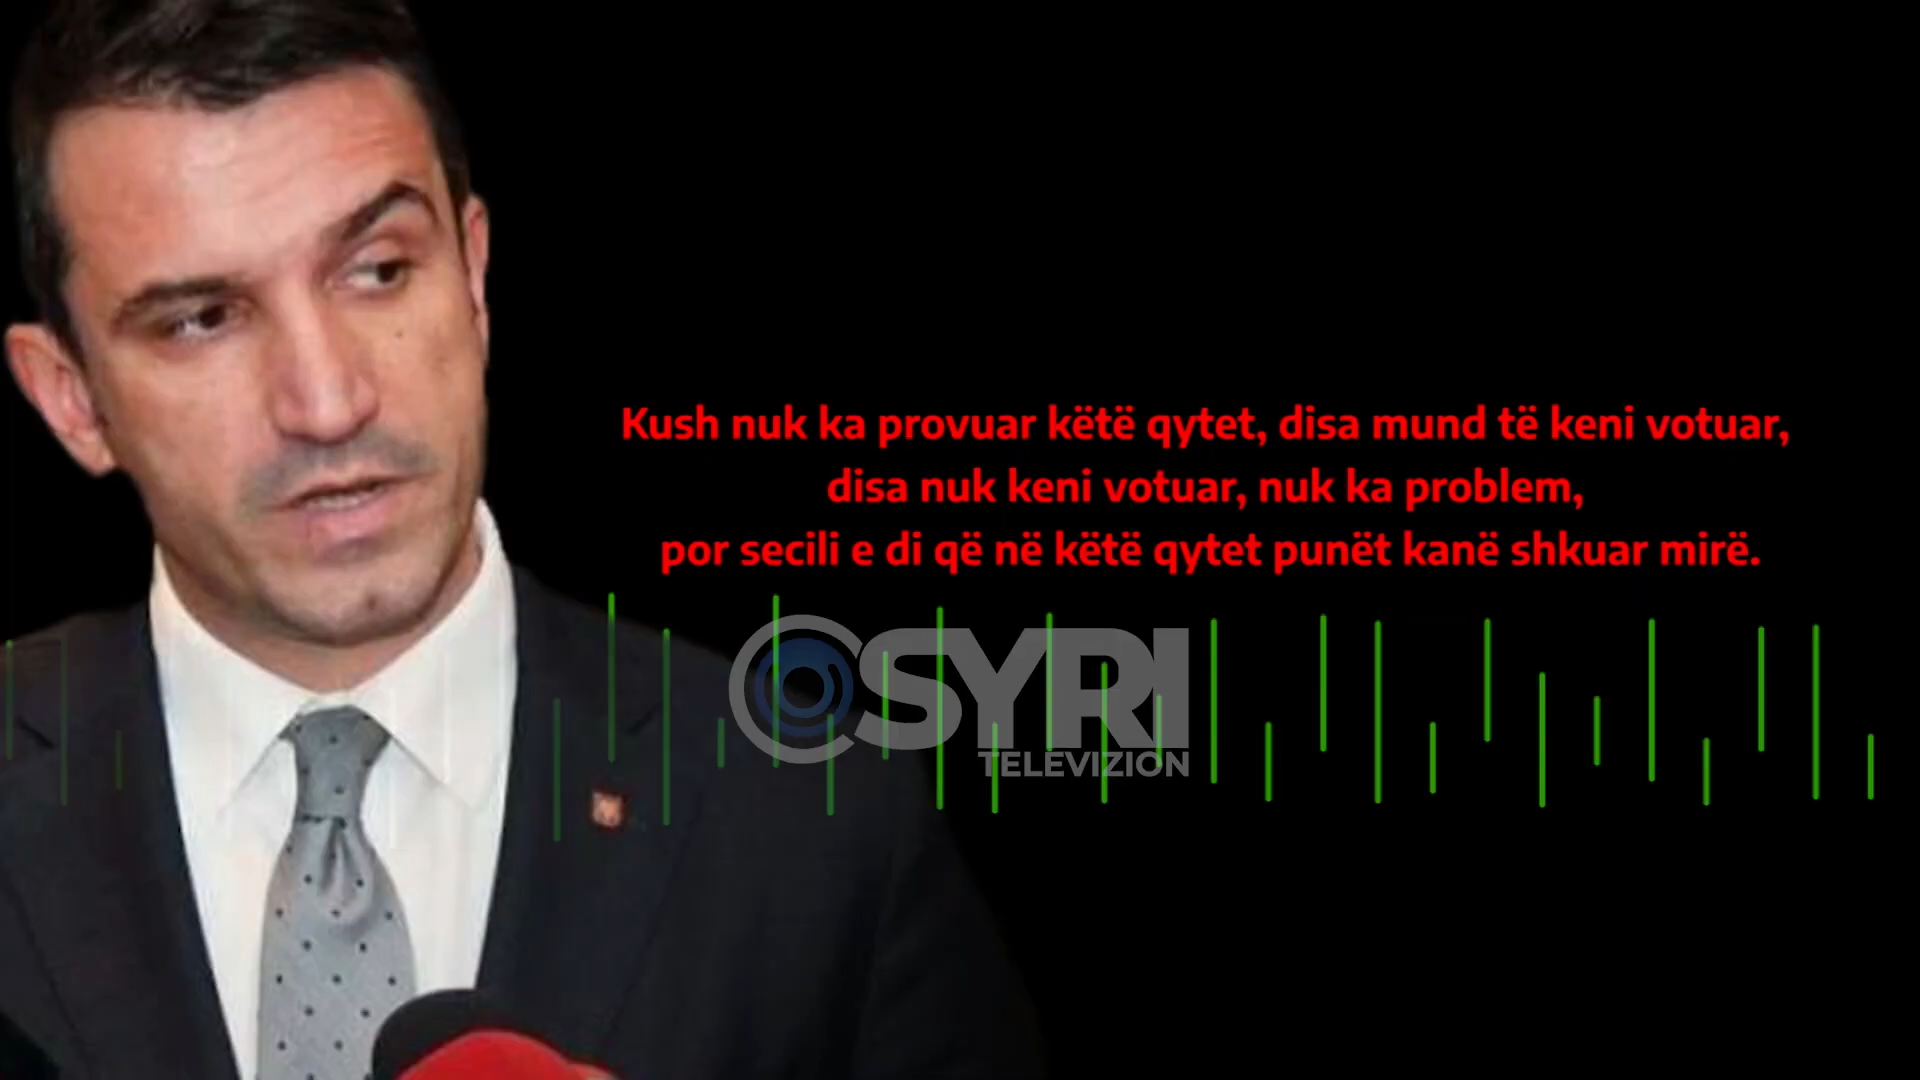 Kush nuk ka provuar këtë qytet, disa mund të keni votuar,
disa nuk keni votuar, nuk ka problem,
por secili e di që në këtë qytet punët kanë shkuar mirë.
SYRI
TELEVIZION